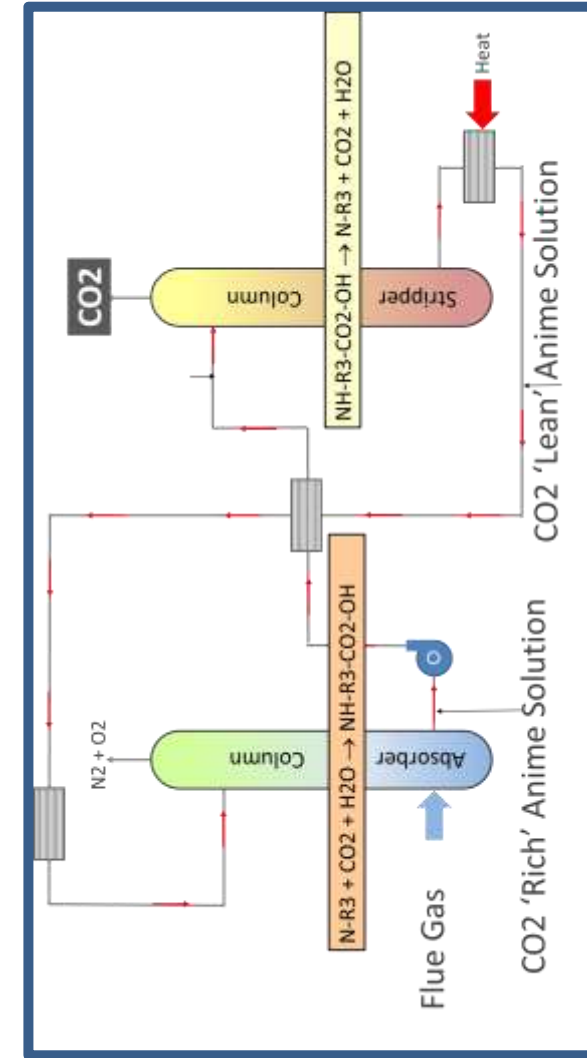 N2 + O2
Column
Absorber
N-R3 + CO2 + H2O → NH-R3-CO2-OH
Flue Gas
CO2 ‘Rich’ Anime Solution
CO2
Column
Stripper
NH-R3-CO2-OH → N-R3 + CO2 + H2O
Heat
CO2 ‘Lean’ Anime Solution